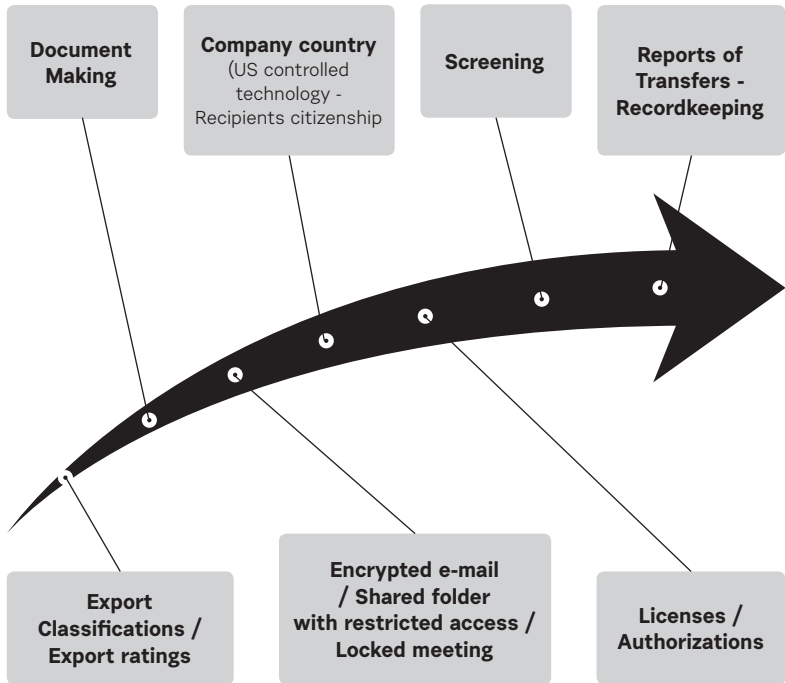 Document
Making
Company country
(US controlled
technology -
Recipients citizenship
Screening
Reports of
Transfers -
Recordkeeping
Export
Classifications /
Export ratings
Encrypted e-mail
/ Shared folder
with restricted access /
Locked meeting
Licenses /
Authorizations